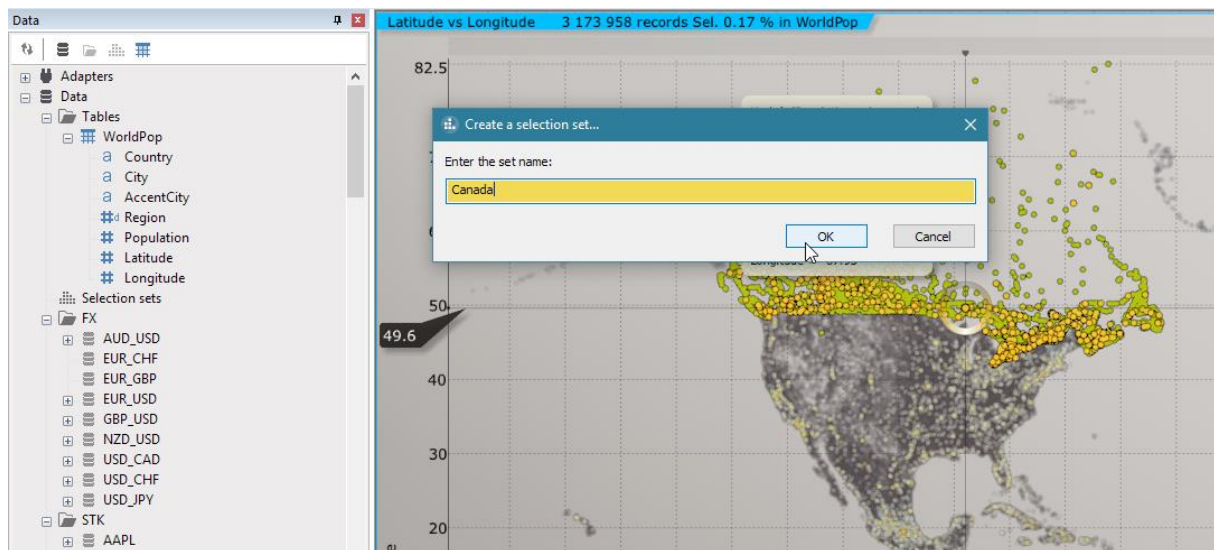 Data
Adapters
Data
Tables
WorldPop
a Country
a City
a AccentCity
#d Region
# Population
# Latitude
# Longitude
Selection sets
FX
AUD_USD
EUR_CHF
EUR_GBP
EUR_USD
GBP_USD
NZD_USD
USD_CAD
USD_CHF
USD_JPY
STK
AAPL
Latitude vs Longitude 3 173 958 records Sel. 0.17 % in WorldPop
82.5
Create a selection set...
Enter the set name:
Canada
OK Cancel
50
49.6
40
30
20